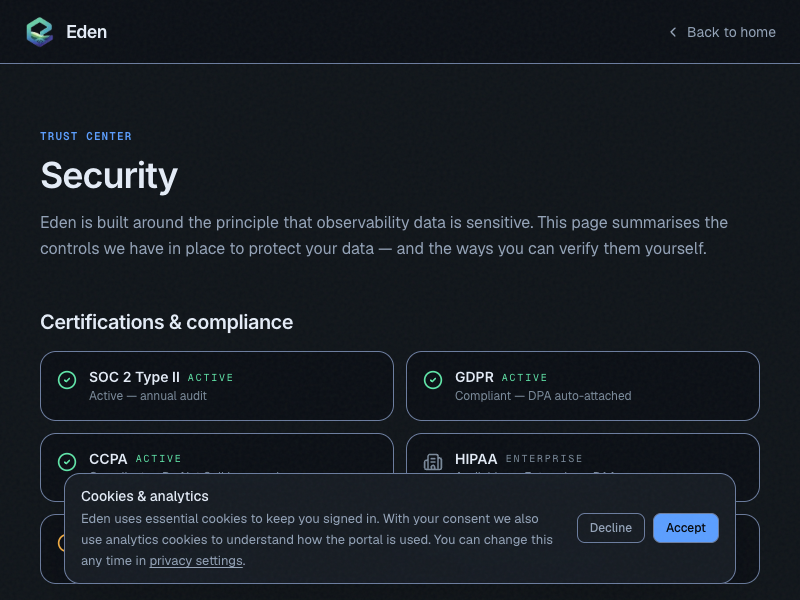 Eden
Back to home
TRUST CENTER
Security
Eden is built around the principle that observability data is sensitive. This page summarises the
controls we have in place to protect your data — and the ways you can verify them yourself.
Certifications & compliance
SOC 2 Type II ACTIVE
Active — annual audit
GDPR ACTIVE
Compliant — DPA auto-attached
CCPA ACTIVE
HIPAA ENTERPRISE
Cookies & analytics
Eden uses essential cookies to keep you signed in. With your consent we also
use analytics cookies to understand how the portal is used. You can change this
any time in privacy settings.
Decline
Accept